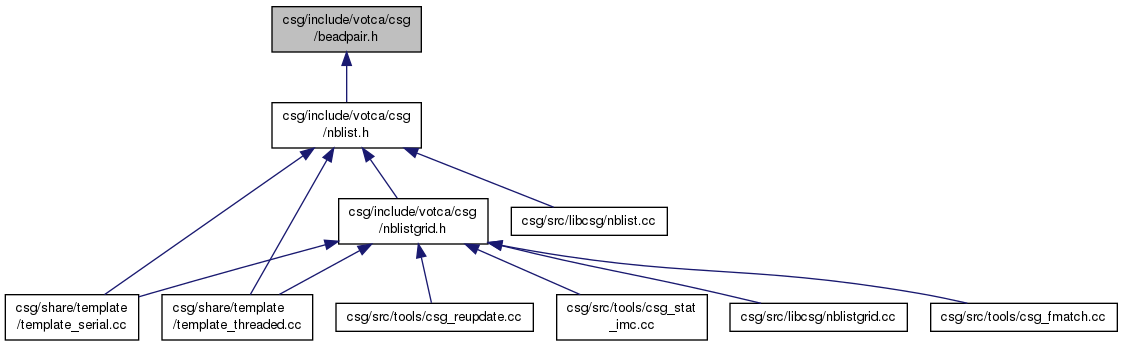 csg/include/votca/csg
/beadpair.h
csg/include/votca/csg
/nblist.h
csg/include/votca/csg
/nblistgrid.h
csg/src/libcsg/nblist.cc
csg/share/template
/template_serial.cc
csg/share/template
/template_threaded.cc
csg/src/tools/csg_reupdate.cc
csg/src/tools/csg_stat
_imc.cc
csg/src/libcsg/nblistgrid.cc
csg/src/tools/csg_fmatch.cc